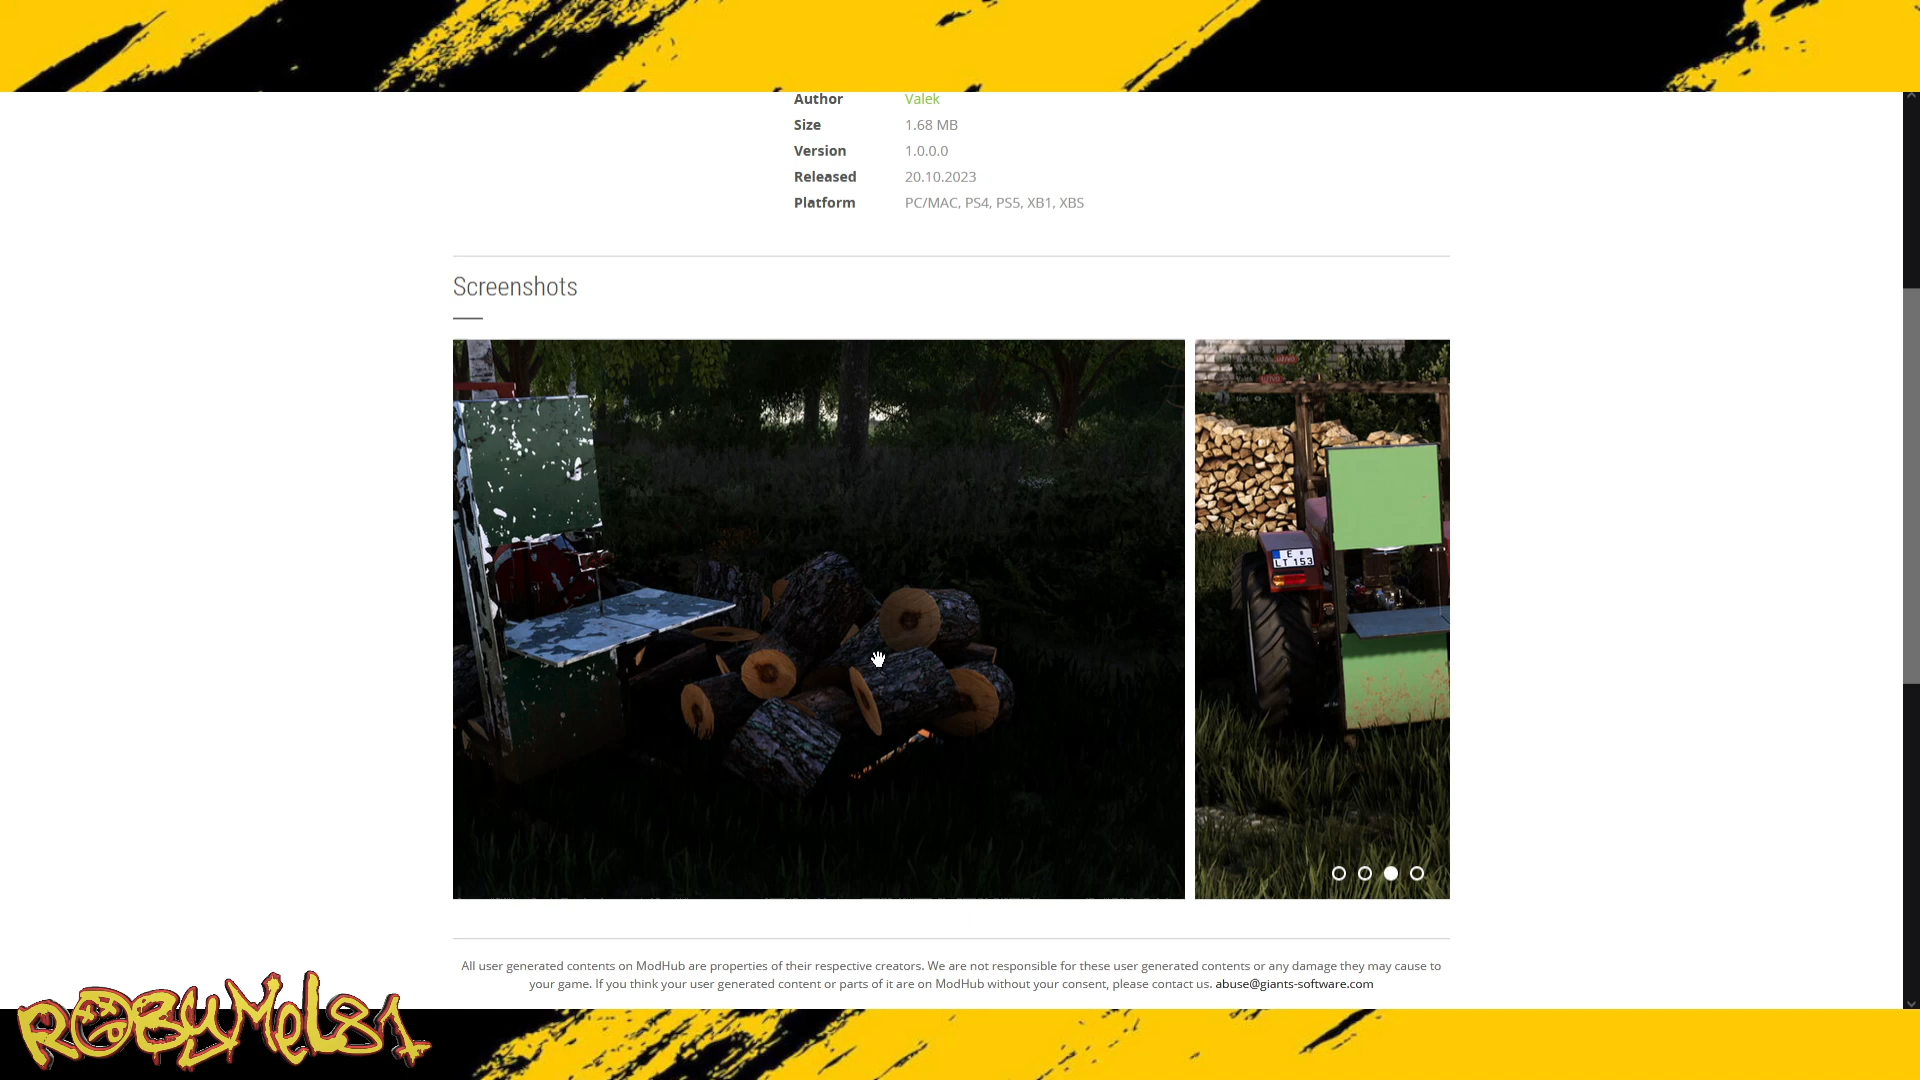 Author Valek
Size 1.68 MB
Version 1.0.0.0
Released 20.10.2023
Platform PC/MAC, PS4, PS5, XB1, XBS
Screenshots
E
LT 153
All user generated contents on ModHub are properties of their respective creators. We are not responsible for these user generated contents or any damage they may cause to
your game. If you think your user generated content or parts of it are on ModHub without your consent, please contact us. abuse@giants-software.com
RobyMel81